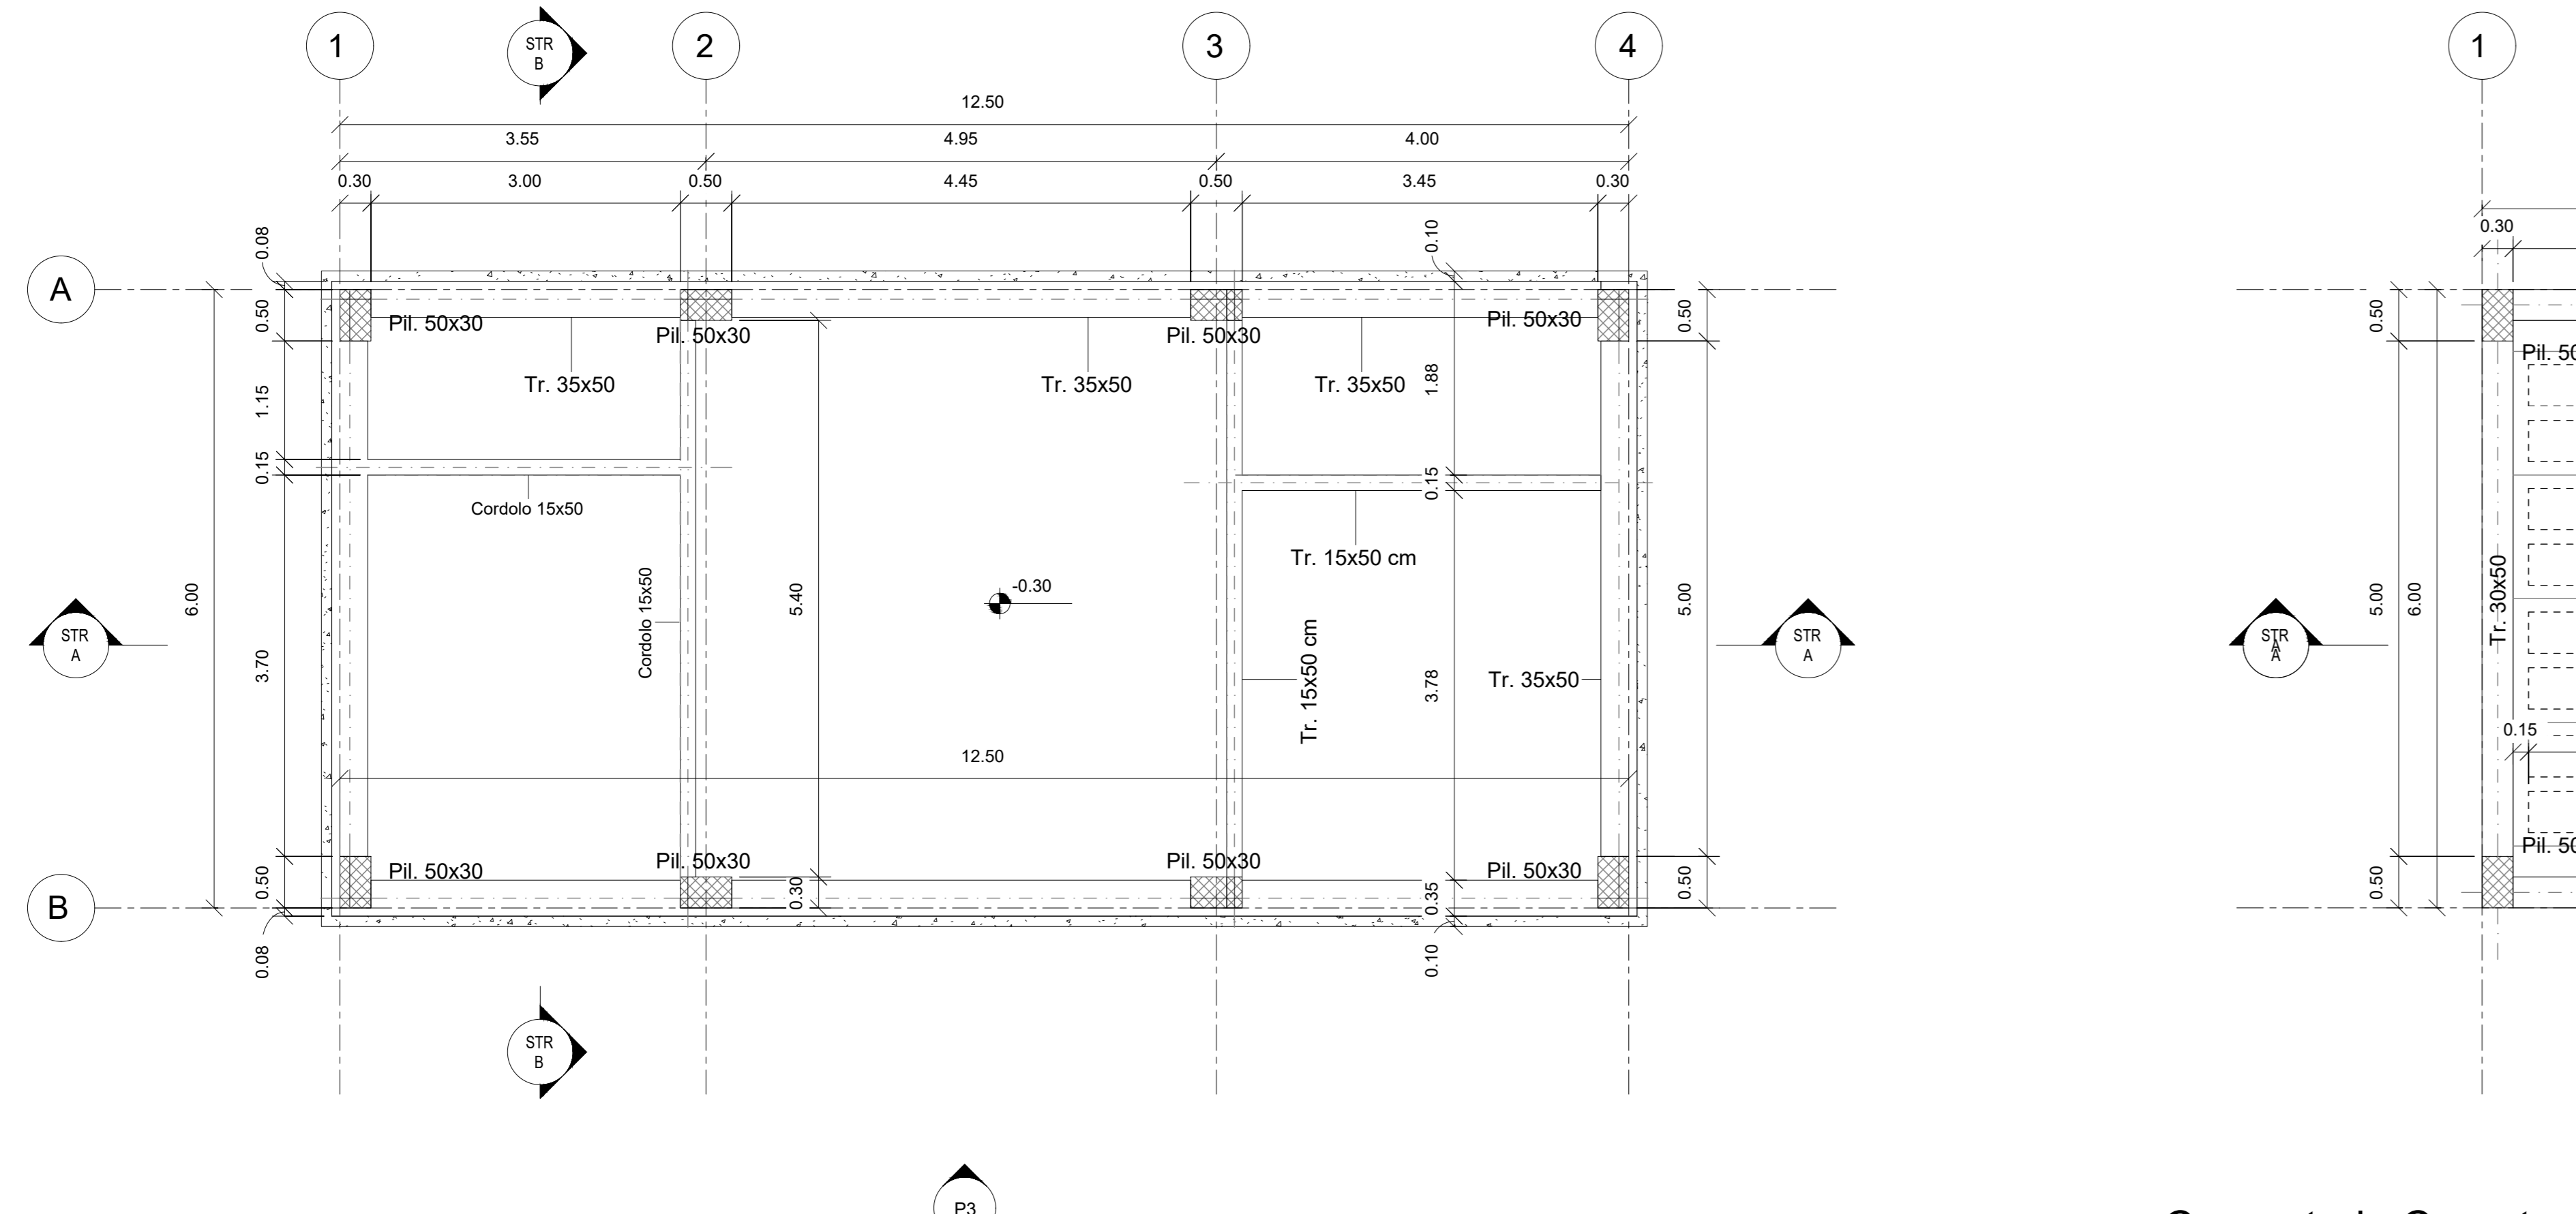 1
STR
B
2
3
4
1
12.50
3.55
4.95
4.00
0.30
3.00
0.50
4.45
0.50
3.45
0.30
0.30
0.08
0.10
A
0.50
Pil. 50x30
Pil. 50x30
Pil. 50x30
Pil. 50x30
0.50
0.50
Pil. 50
Tr. 35x50
Tr. 35x50
Tr. 35x50
1.88
1.15
0.15
0.15
Cordolo 15x50
Tr. 15x50 cm
-0.30
6.00
Cordolo 15x50
5.40
5.00
5.00
6.00
Tr. 30x50
STR
A
STR
A
STR
A
A
3.70
Tr. 15x50 cm
3.78
Tr. 35x50
0.15
12.50
Pil. 50x30
Pil. 50x30
Pil. 50x30
Pil. 50x30
Pil. 50
0.50
0.30
0.35
0.50
0.50
B
0.08
0.10
STR
B
P3